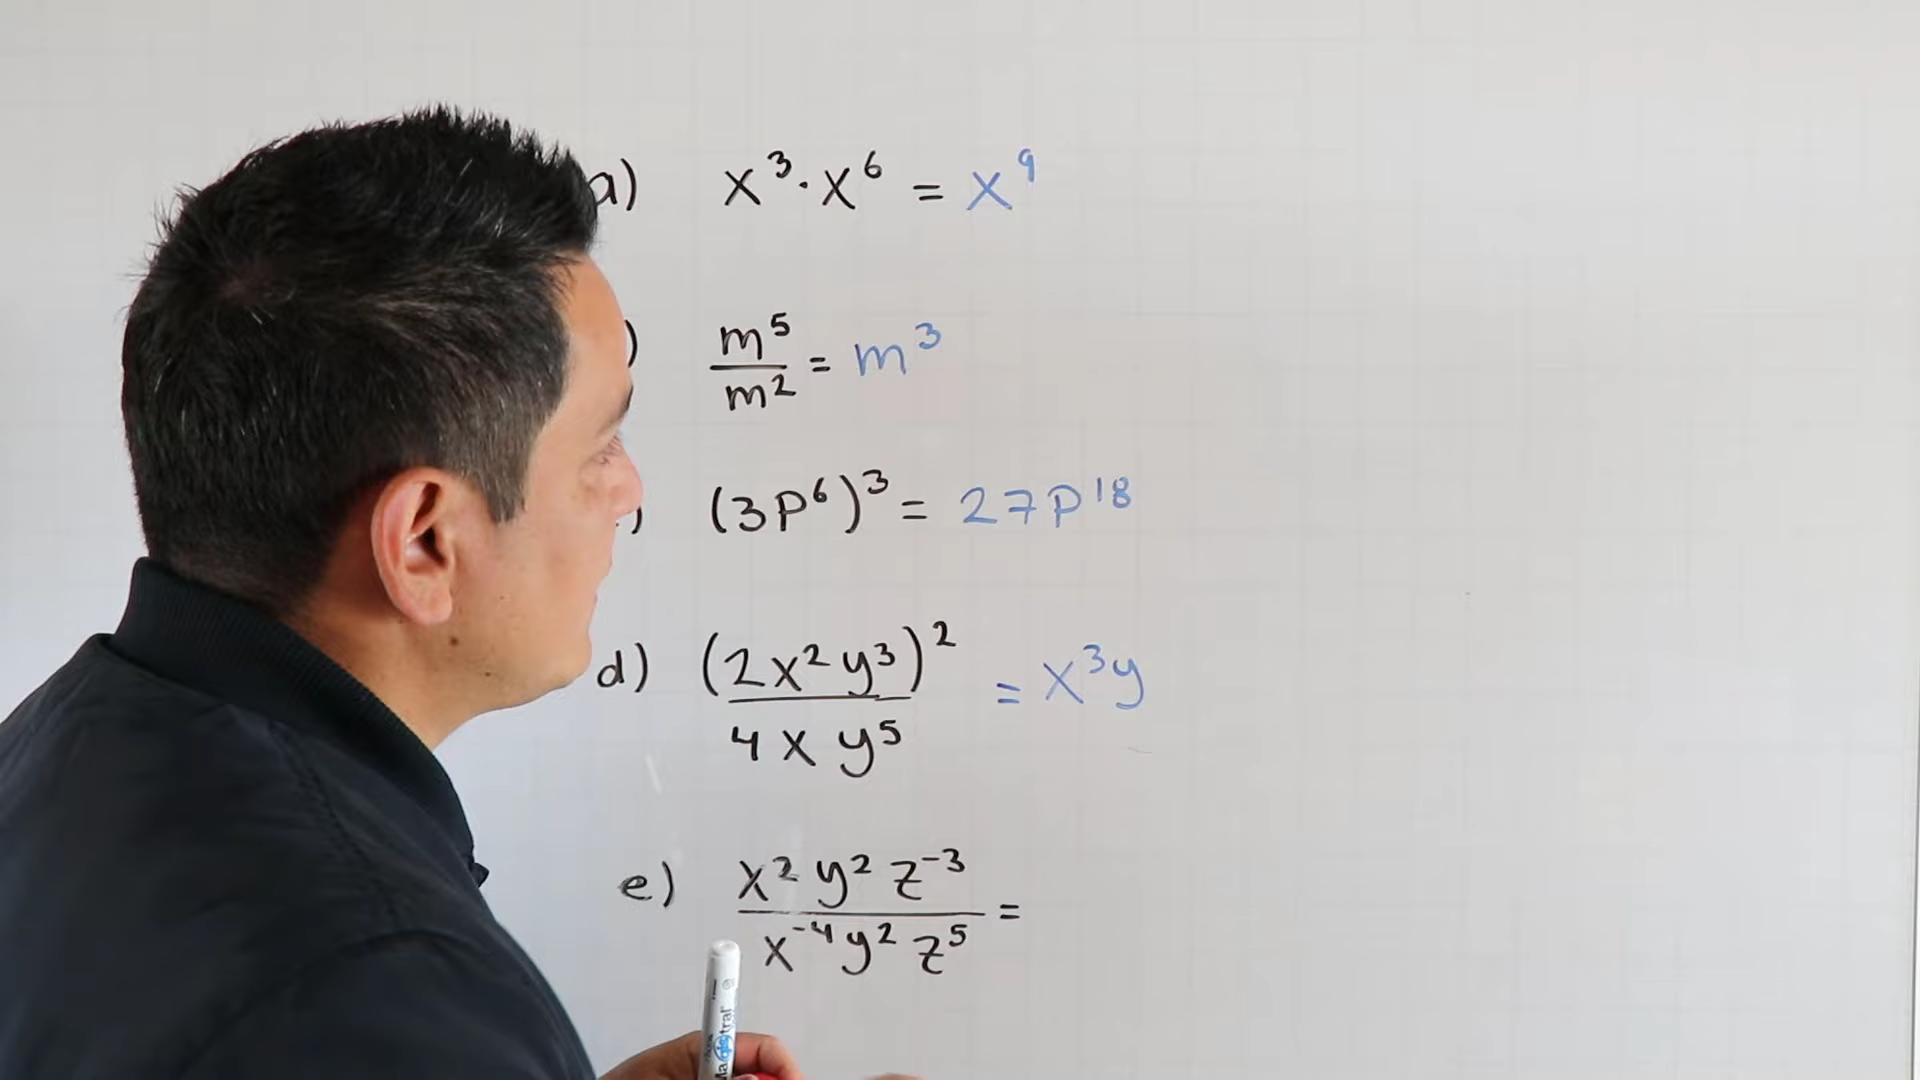 a) x³·x⁶ = x⁹
) m⁵/m² = m³
) (3p⁶)³ = 27p¹⁸
d) (2x²y³)²/4xy⁵ = x³y
e) x²y²z⁻³/x⁻⁴y²z⁵ =